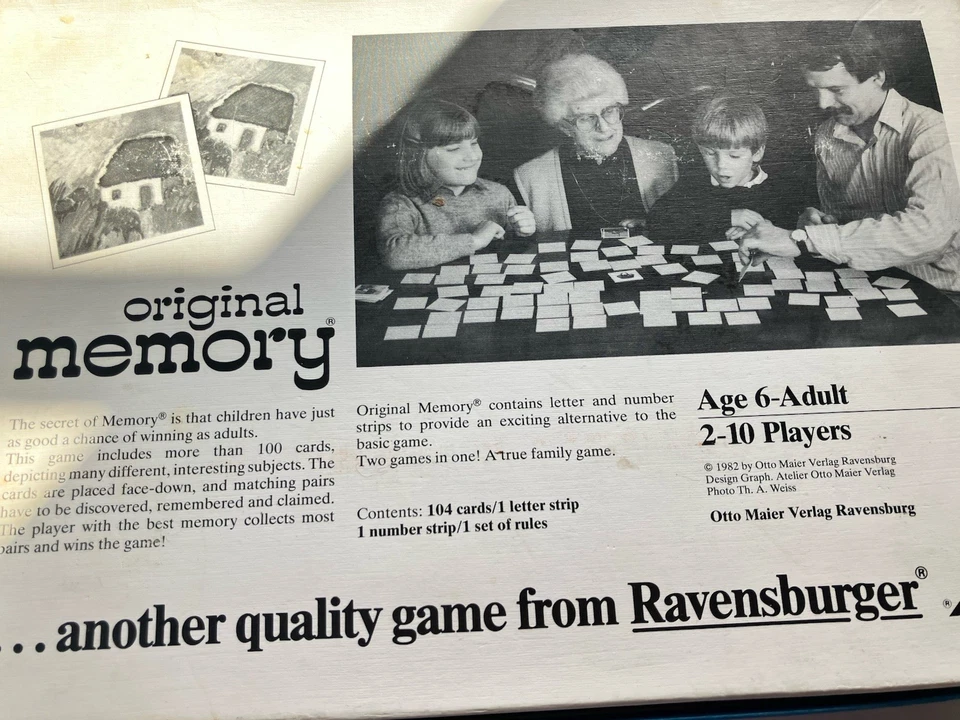 original
memory®
The secret of Memory® is that children have just
as good a chance of winning as adults.
This game includes more than 100 cards,
depicting many different, interesting subjects. The
cards are placed face-down, and matching pairs
have to be discovered, remembered and claimed.
The player with the best memory collects most
pairs and wins the game!
Original Memory® contains letter and number
strips to provide an exciting alternative to the
basic game.
Two games in one! A true family game.
Contents: 104 cards/1 letter strip
1 number strip/1 set of rules
Age 6-Adult
2-10 Players
© 1982 by Otto Maier Verlag Ravensburg
Design Graph. Atelier Otto Maier Verlag
Photo Th. A. Weiss
Otto Maier Verlag Ravensburg
...another quality game from Ravensburger®
®